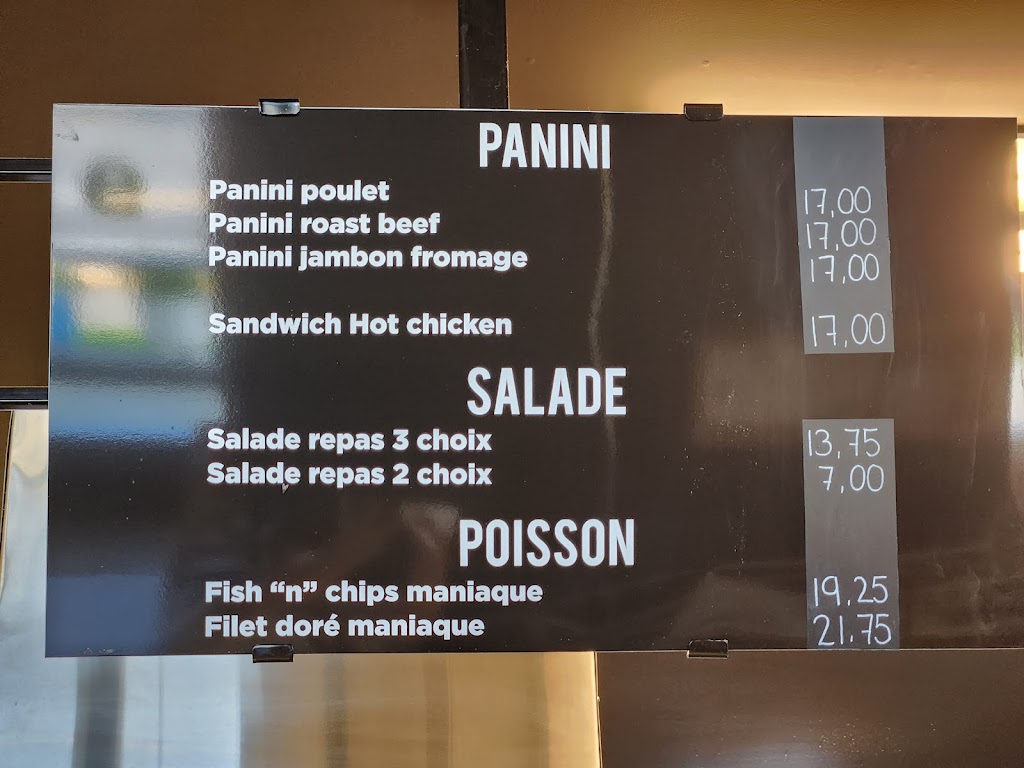 PANINI
Panini poulet 17,00
Panini roast beef 17,00
Panini jambon fromage 17,00
Sandwich Hot chicken 17,00
SALADE
Salade repas 3 choix 13,75
Salade repas 2 choix 7,00
POISSON
Fish “n” chips maniaque 19.25
Filet doré maniaque 21.75